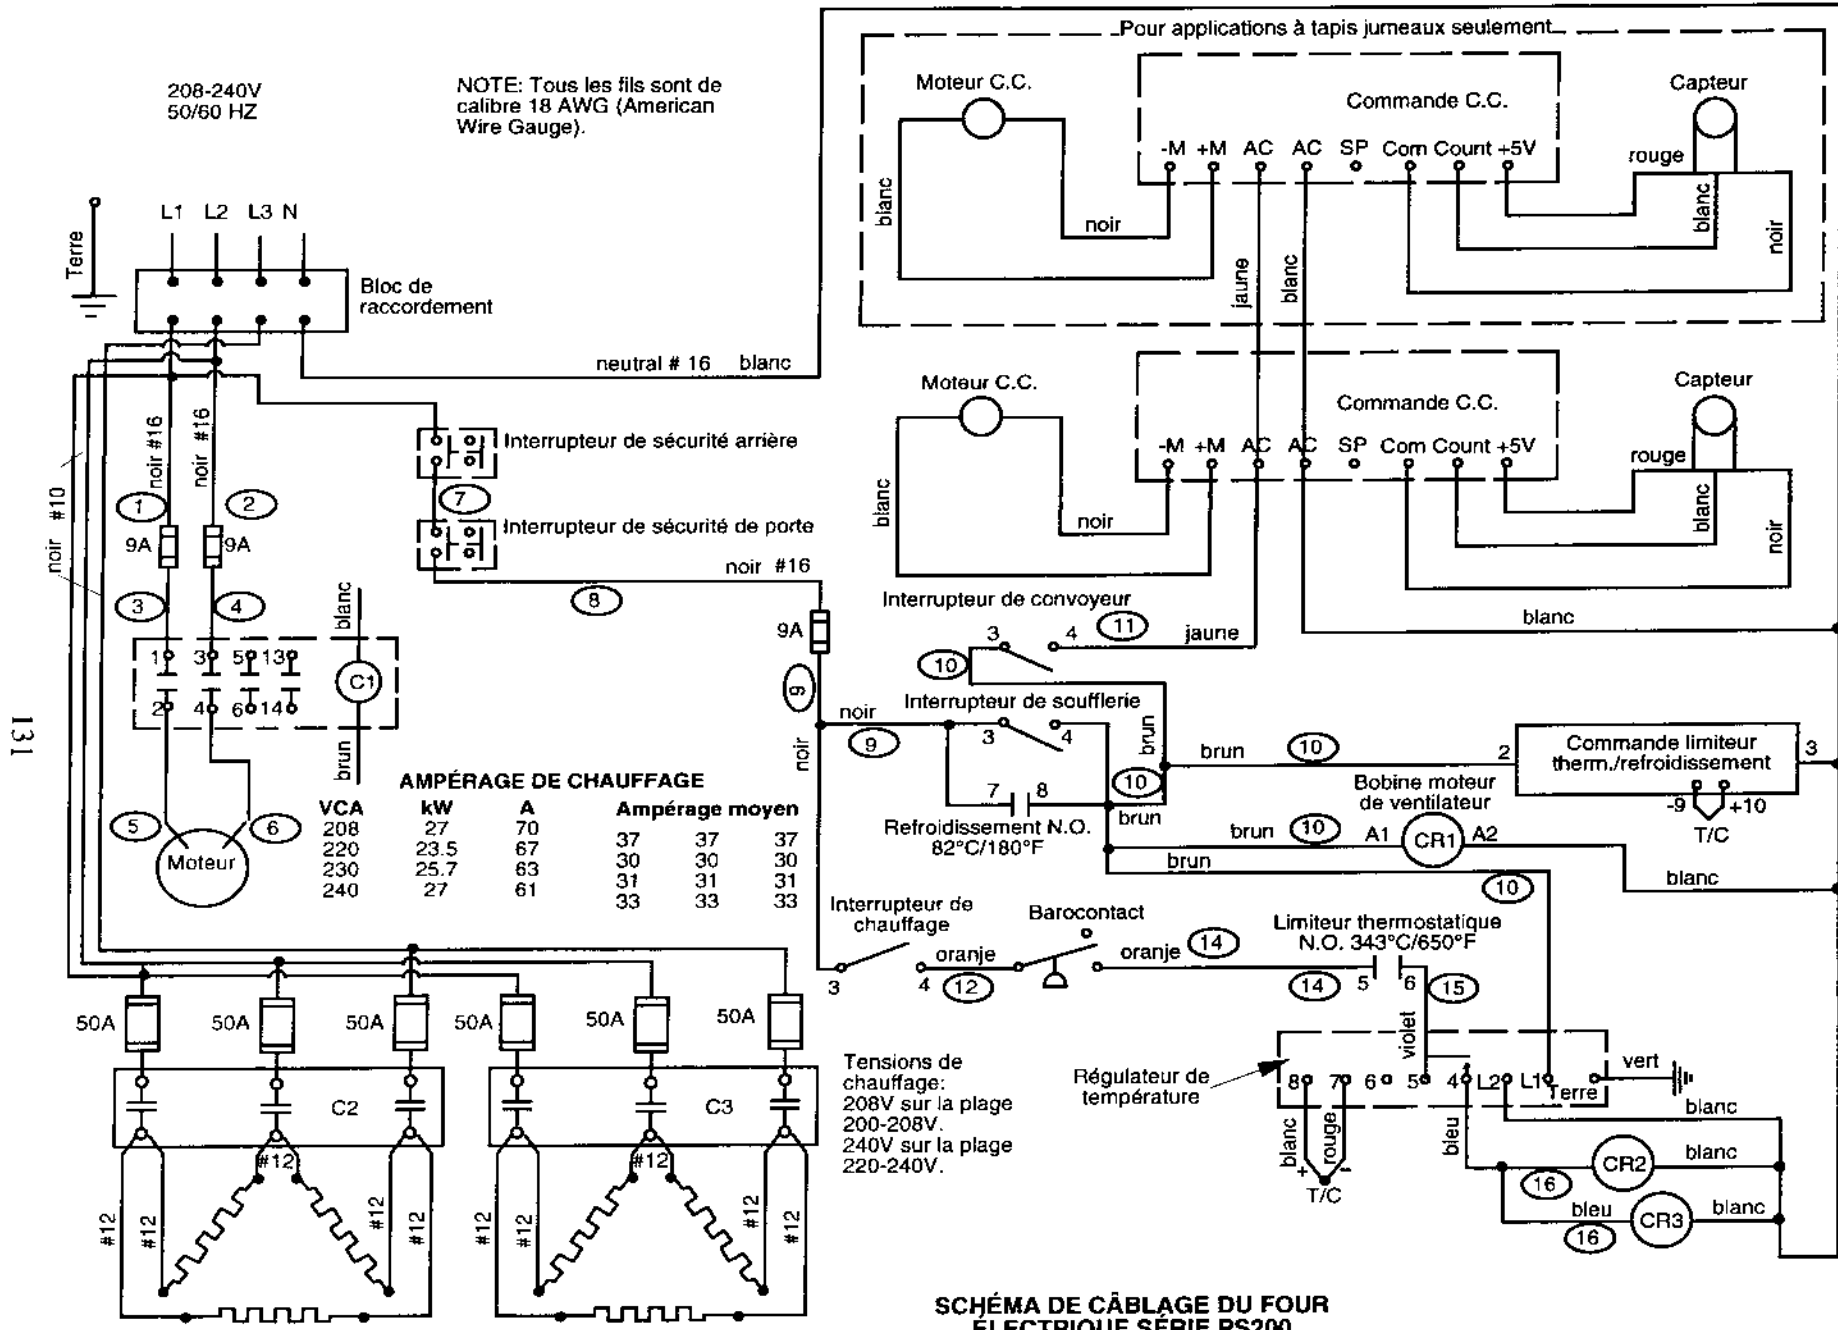 Pour applications à tapis jumeaux seulement
208-240V
50/60 HZ
NOTE: Tous les fils sont de
calibre 18 AWG (American
Wire Gauge).
Moteur C.C.
Commande C.C.
Capteur
-M +M AC AC SP Com Count +5V
rouge
blanc
noir
blanc
noir
jaune
blanc
Terre
L1 L2 L3 N
Bloc de
raccordement
neutral # 16 blanc
Moteur C.C.
Commande C.C.
Capteur
-M +M AC AC SP Com Count +5V
rouge
blanc
noir
blanc
noir
blanc
noir #10
noir #16
noir #16
1
2
9A
9A
3
4
Interrupteur de sécurité arrière
7
Interrupteur de sécurité de porte
noir #16
8
9A
9
noir
blanc
1 3 5 13
2 4 6 14
C1
brun
5
6
Moteur
Interrupteur de convoyeur
3 4
11
jaune
10
Interrupteur de soufflerie
noir
9
3 4
brun
10
7 8
brun
Refroidissement N.O.
82°C/180°F
brun
10
2
Commande limiteur
therm./refroidissement
3
-9 +10
T/C
Bobine moteur
de ventilateur
brun
10
A1
CR1
A2
blanc
brun
10
AMPÉRAGE DE CHAUFFAGE
VCA kW A Ampérage moyen
208 27 70 37 37 37
220 23.5 67 30 30 30
230 25.7 63 31 31 31
240 27 61 33 33 33
Interrupteur de
chauffage
3 4
oranje
12
Barocontact
oranje
14
Limiteur thermostatique
N.O. 343°C/650°F
14
5 6
15
violet
50A 50A 50A 50A 50A 50A
C2
C3
#12
#12
#12
#12
#12
#12
#12
#12
#12
#12
Tensions de
chauffage:
208V sur la plage
200-208V.
240V sur la plage
220-240V.
Régulateur de
température
8 7 6 5 4 L2 L1 Terre
vert
blanc
rouge
+ -
T/C
bleu
blanc
16
CR2
blanc
bleu
16
CR3
blanc
131
SCHÉMA DE CÂBLAGE DU FOUR
ÉLECTRIQUE SÉRIE PS200